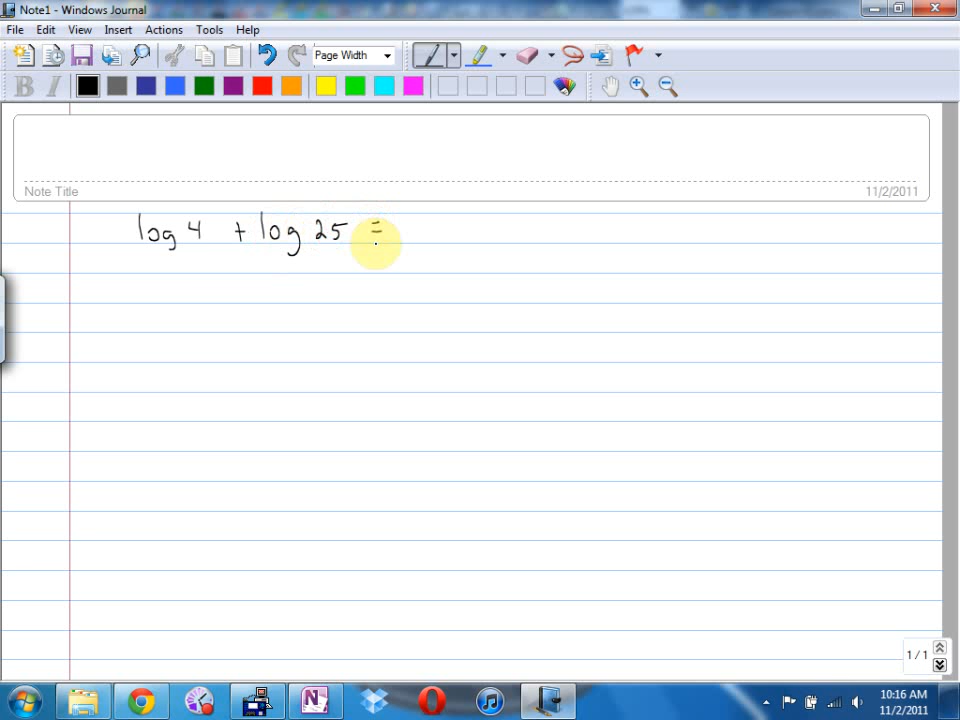 Note1 - Windows Journal
File Edit View Insert Actions Tools Help
Page Width
B I
Note Title 11/2/2011
log 4 + log 25 =
1 / 1
N
10:16 AM
11/2/2011